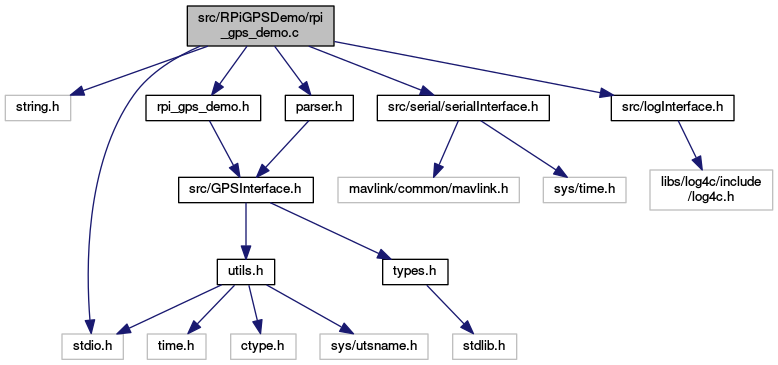 src/RPiGPSDemo/rpi
_gps_demo.c
string.h
rpi_gps_demo.h
parser.h
src/serial/serialInterface.h
src/logInterface.h
src/GPSInterface.h
mavlink/common/mavlink.h
sys/time.h
libs/log4c/include
/log4c.h
utils.h
types.h
stdio.h
time.h
ctype.h
sys/utsname.h
stdlib.h